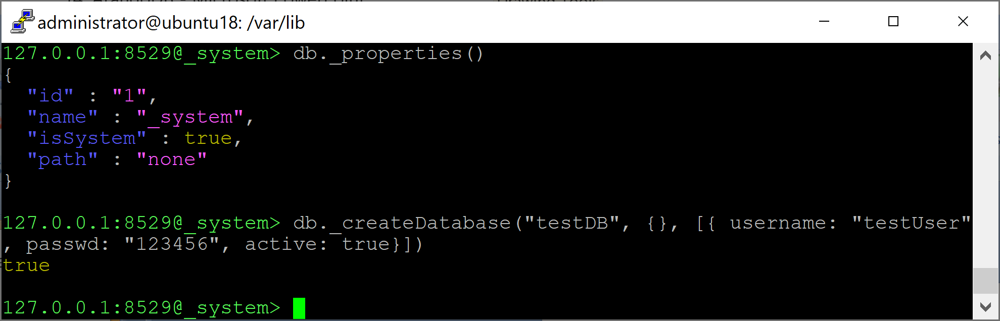 administrator@ubuntu18: /var/lib
127.0.0.1:8529@_system> db._properties()
{
  "id" : "1",
  "name" : "_system",
  "isSystem" : true,
  "path" : "none"
}
127.0.0.1:8529@_system> db._createDatabase("testDB", {}, [{ username: "testUser"
, passwd: "123456", active: true}])
true
127.0.0.1:8529@_system>